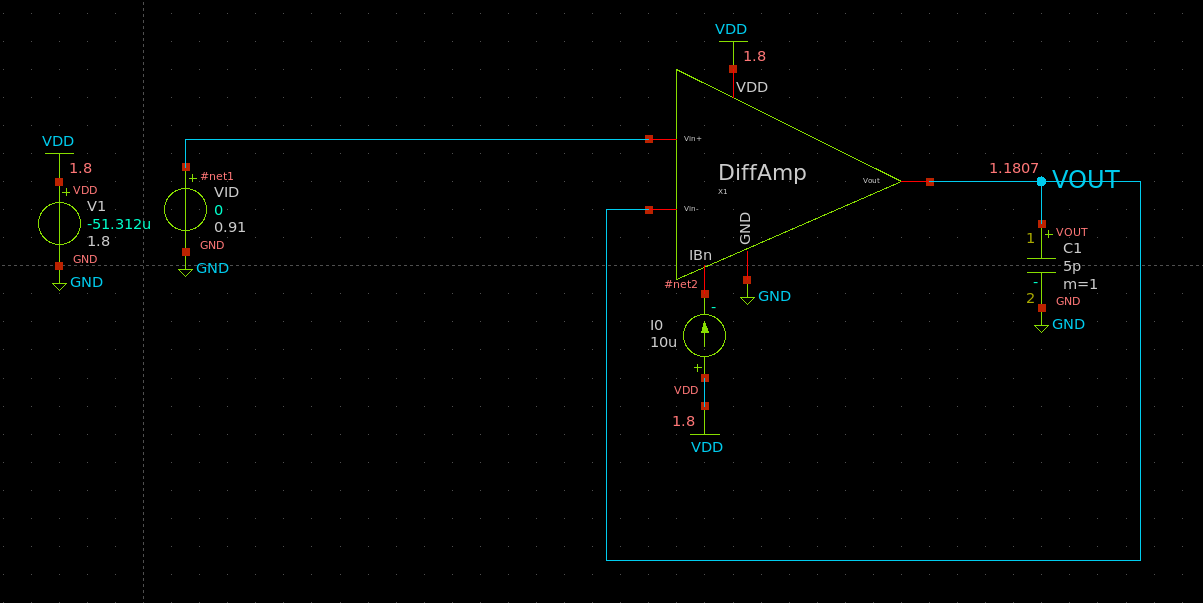 VDD
1.8
VDD
VDD
1.8
+ VDD
V1
-51.312u
1.8
GND
GND
+ #net1
VID
0
0.91
GND
GND
Vin+
DiffAmp
X1
Vin-
Vout
GND
IBn
#net2
GND
-
I0
10u
+
VDD
1.8
VDD
1.1807
VOUT
1
+ VOUT
C1
5p
-
m=1
2
GND
GND